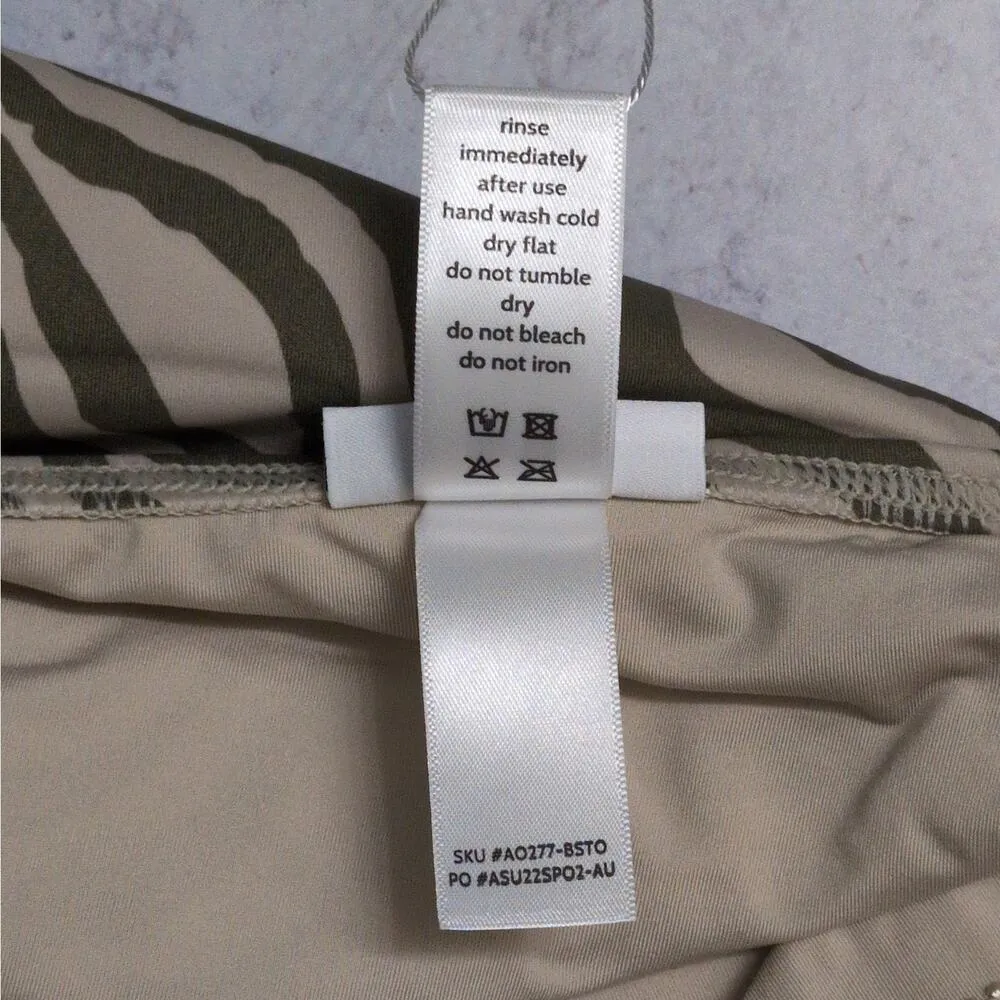 rinse
immediately
after use
hand wash cold
dry flat
do not tumble
dry
do not bleach
do not iron
SKU #AO277-BSTO
PO #ASU22SPO2-AU